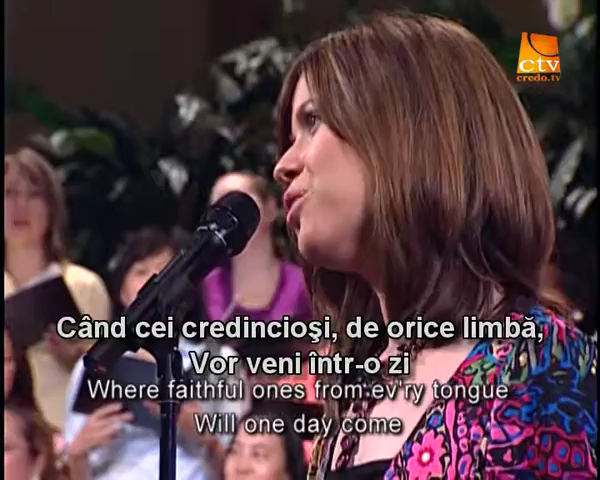 ctv
credo.tv
Când cei credincioşi, de orice limbă,
Vor veni într-o zi
Where faithful ones from ev'ry tongue
Will one day come